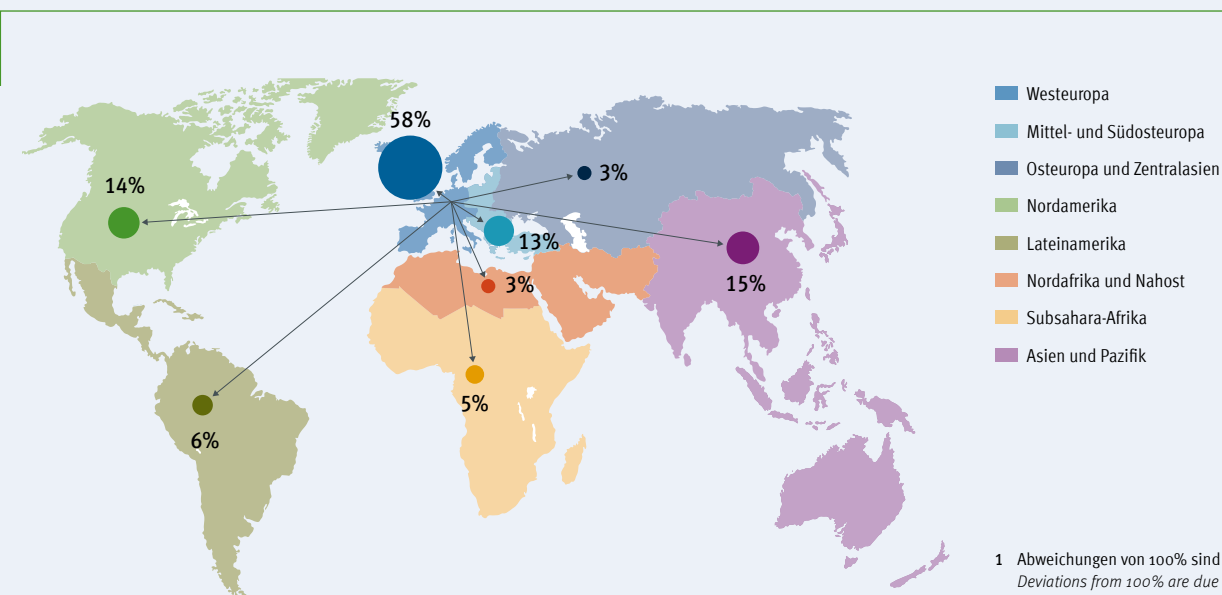 58%
14%
3%
13%
3%
15%
5%
6%
Westeuropa
Mittel- und Südosteuropa
Osteuropa und Zentralasien
Nordamerika
Lateinamerika
Nordafrika und Nahost
Subsahara-Afrika
Asien und Pazifik
1 Abweichungen von 100% sind
Deviations from 100% are due